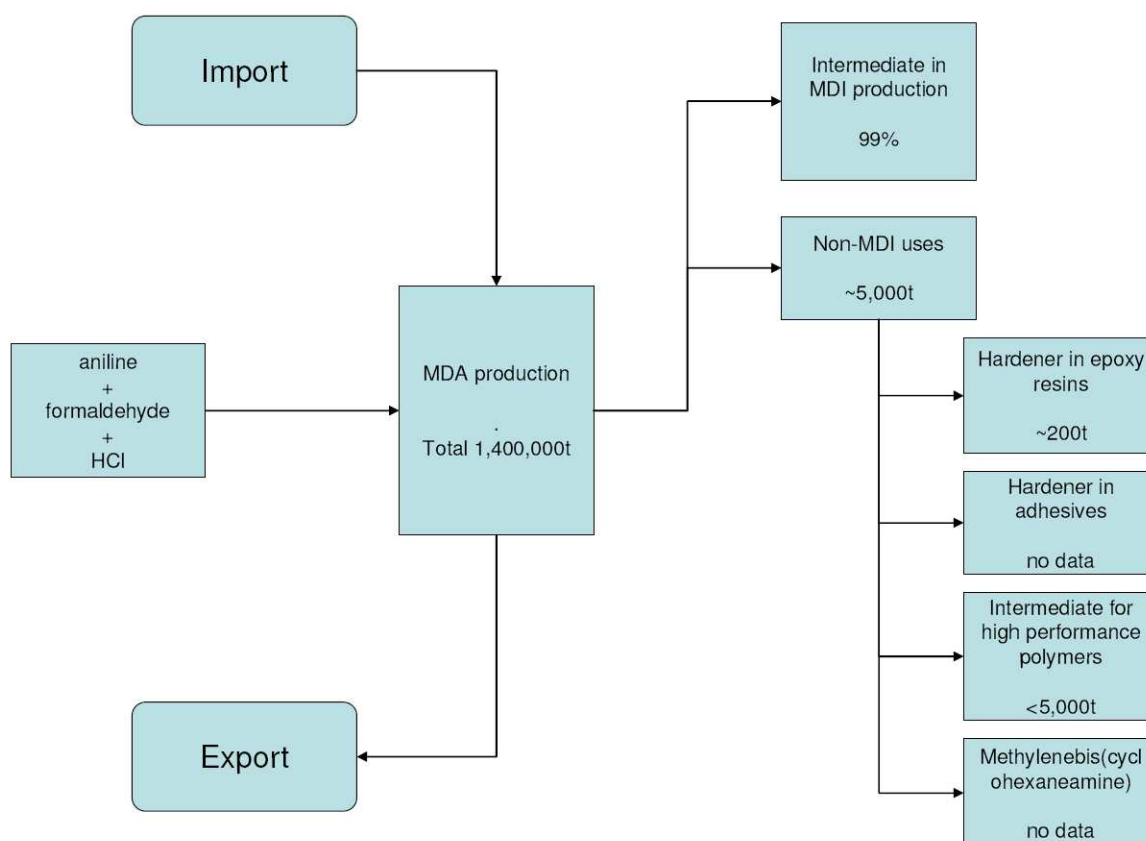 Import
Intermediate in
MDI production
99%
Non-MDI uses
~5,000t
aniline
+
formaldehyde
+
HCl
MDA production
.
Total 1,400,000t
Hardener in epoxy
resins
~200t
Hardener in
adhesives
no data
Intermediate for
high performance
polymers
<5,000t
Export
Methylenebis(cycl
ohexaneamine)
no data